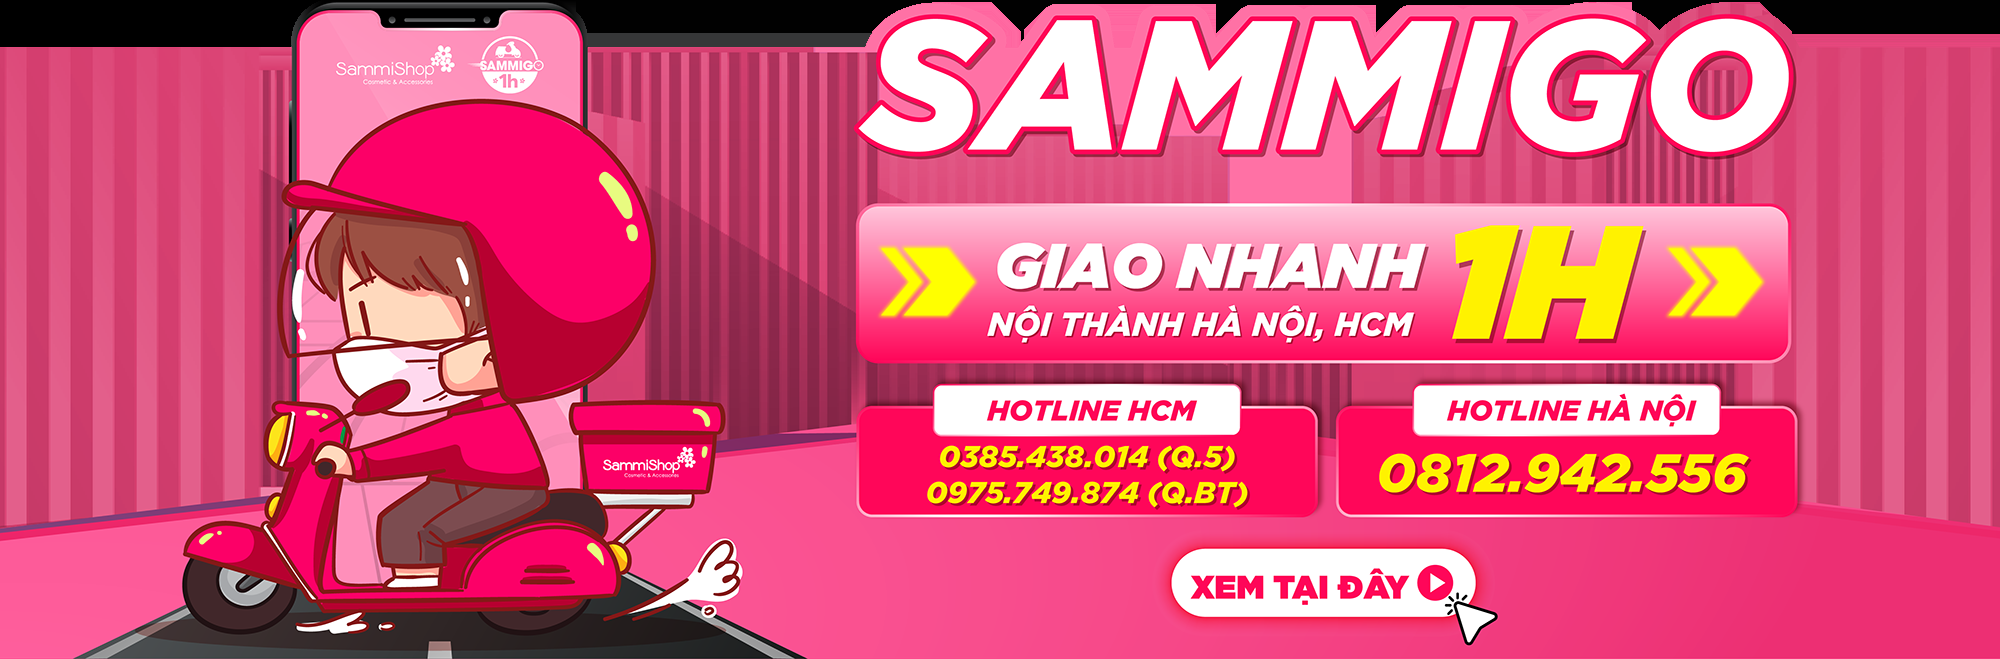 SammiShop
Cosmetic & Accessories
SAMMIGO
1h
SAMMIGO
GIAO NHANH
NỘI THÀNH HÀ NỘI, HCM
1H
HOTLINE HCM
0385.438.014 (Q.5)
0975.749.874 (Q.BT)
HOTLINE HÀ NỘI
0812.942.556
SammiShop
Cosmetic & Accessories
XEM TẠI ĐÂY